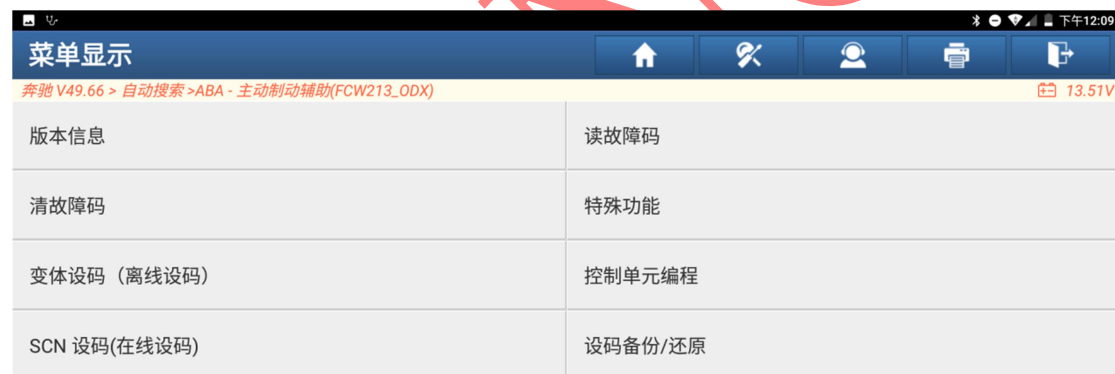 下午12:09
菜单显示
奔驰 V49.66 > 自动搜索 >ABA - 主动制动辅助(FCW213_ODX) 13.51V
版本信息 读故障码
清故障码 特殊功能
变体设码（离线设码） 控制单元编程
SCN 设码(在线设码) 设码备份/还原